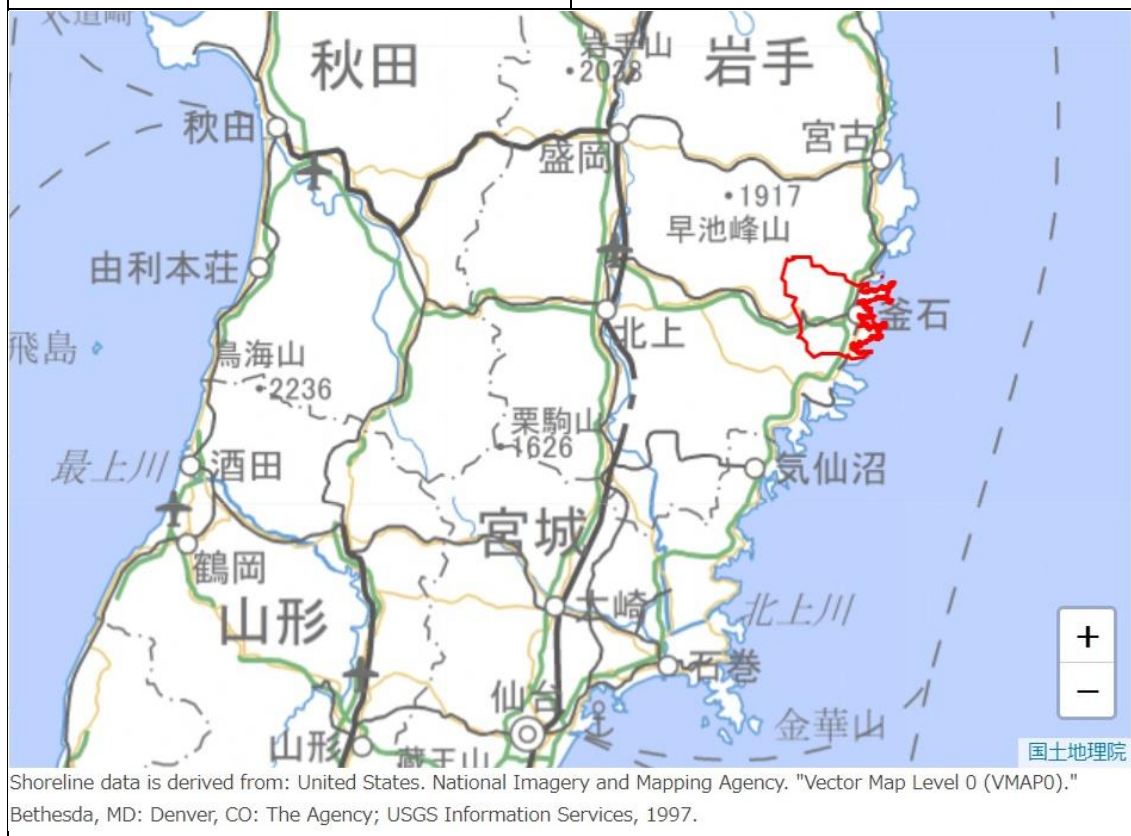 秋田
岩手山
・2038
岩手
秋田
盛岡
宮古
・1917
早池峰山
由利本荘
北上
釜石
飛島
鳥海山
・2236
栗駒山
・1626
最上川
酒田
気仙沼
宮城
鶴岡
山形
大崎
北上川
+
石巻
−
仙台
金華山
山形
蔵王山
国土地理院
Shoreline data is derived from: United States. National Imagery and Mapping Agency. "Vector Map Level 0 (VMAP0)."
Bethesda, MD: Denver, CO: The Agency; USGS Information Services, 1997.